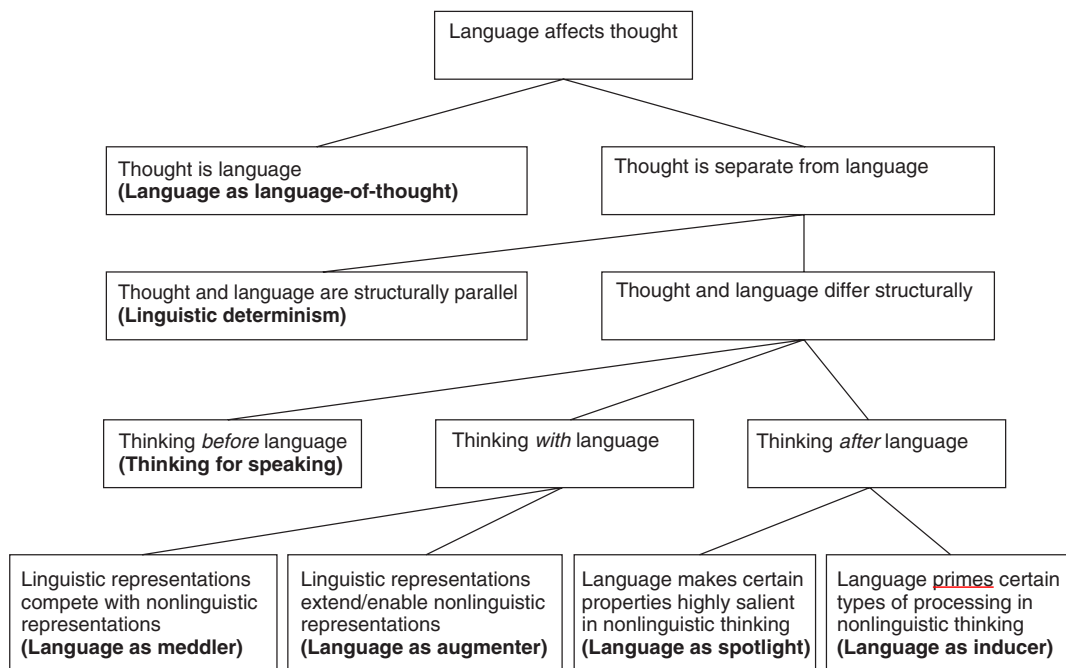 Language affects thought
Thought is language
(Language as language-of-thought)
Thought is separate from language
Thought and language are structurally parallel
(Linguistic determinism)
Thought and language differ structurally
Thinking before language
(Thinking for speaking)
Thinking with language
Thinking after language
Linguistic representations
compete with nonlinguistic
representations
(Language as meddler)
Linguistic representations
extend/enable nonlinguistic
representations
(Language as augmenter)
Language makes certain
properties highly salient
in nonlinguistic thinking
(Language as spotlight)
Language primes certain
types of processing in
nonlinguistic thinking
(Language as inducer)